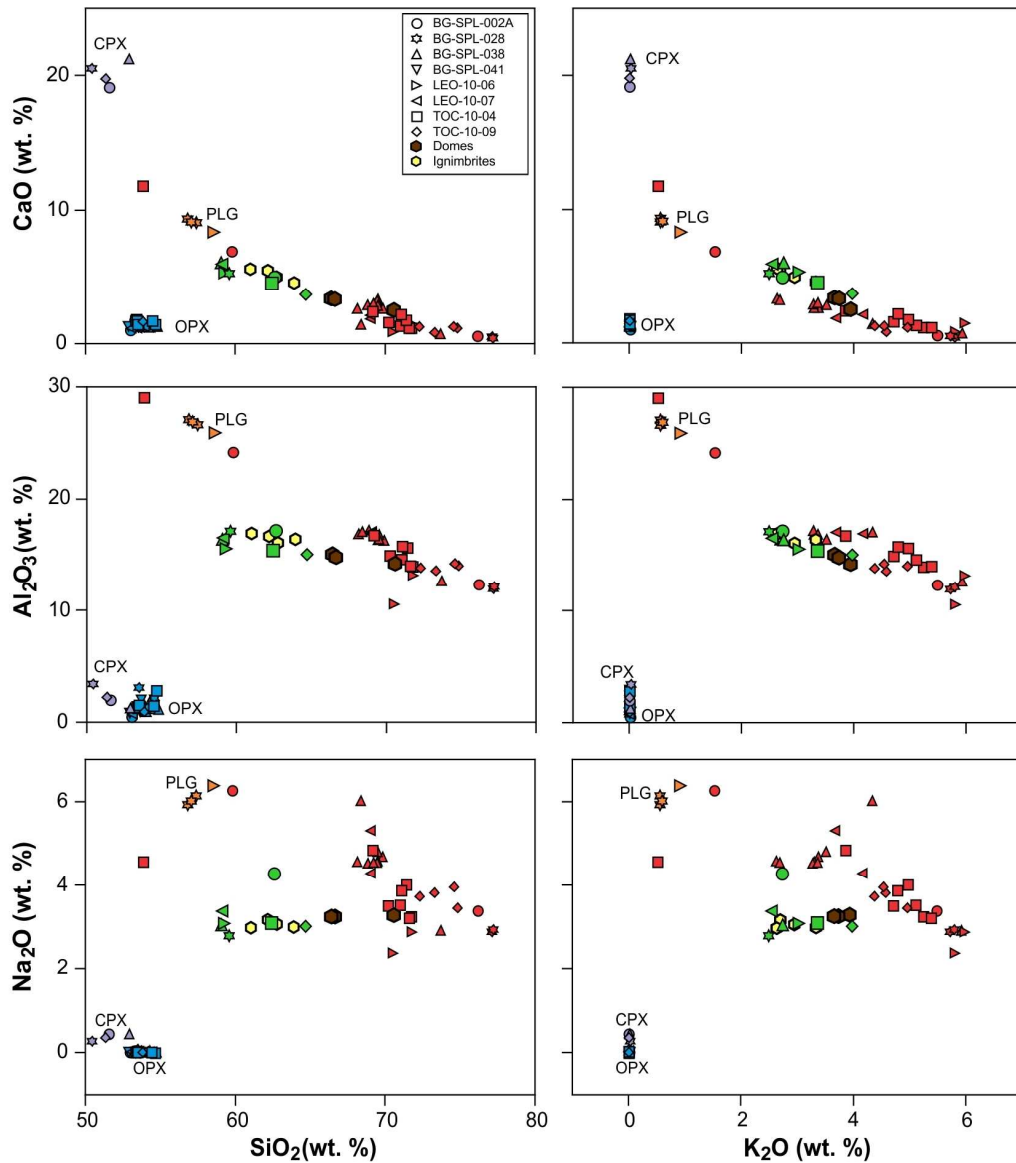 CaO (wt. %)
20
10
0
CPX
PLG
OPX
BG-SPL-002A
BG-SPL-028
BG-SPL-038
BG-SPL-041
LEO-10-06
LEO-10-07
TOC-10-04
TOC-10-09
Domes
Ignimbrites
CPX
PLG
OPX
Al2O3(wt. %)
30
20
10
0
PLG
CPX
OPX
PLG
CPX
OPX
Na2O (wt. %)
6
4
2
0
PLG
CPX
OPX
PLG
CPX
OPX
50 60 70 80
0 2 4 6
SiO2(wt. %)
K2O (wt. %)